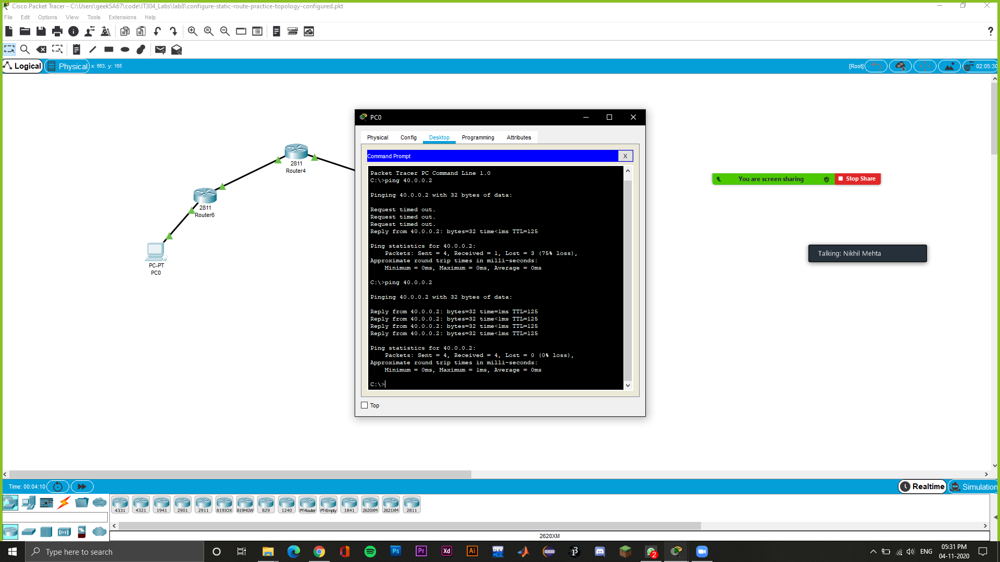 Cisco Packet Tracer - C:\Users\geekSA67\code\IT304_Labs\lab8\configure-static-route-practice-topology-configured.pkt
File Edit Options View Tools Extensions Help
?
Logical Physical x: 663, y: 165 [Root] 02:05:30
PC0
Physical Config Desktop Programming Attributes
Command Prompt X
Packet Tracer PC Command Line 1.0
C:\>ping 40.0.0.2
Pinging 40.0.0.2 with 32 bytes of data:
Request timed out.
Request timed out.
Request timed out.
Reply from 40.0.0.2: bytes=32 time<1ms TTL=125
Ping statistics for 40.0.0.2:
Packets: Sent = 4, Received = 1, Lost = 3 (75% loss),
Approximate round trip times in milli-seconds:
Minimum = 0ms, Maximum = 0ms, Average = 0ms
C:\>ping 40.0.0.2
Pinging 40.0.0.2 with 32 bytes of data:
Reply from 40.0.0.2: bytes=32 time=1ms TTL=125
Reply from 40.0.0.2: bytes=32 time<1ms TTL=125
Reply from 40.0.0.2: bytes=32 time<1ms TTL=125
Reply from 40.0.0.2: bytes=32 time<1ms TTL=125
Ping statistics for 40.0.0.2:
Packets: Sent = 4, Received = 4, Lost = 0 (0% loss),
Approximate round trip times in milli-seconds:
Minimum = 0ms, Maximum = 1ms, Average = 0ms
C:\>
Top
2811
Router4
2811
Router6
PC-PT
PC0
You are screen sharing Stop Share
Talking: Nikhil Mehta
Time: 00:04:10 Realtime Simulation
4331 4321 1941 2901 2911 819IOX 819HGW 829 1240 PT-Router PT-Empty 1841 2620XM 2621XM 2811
2620XM
Type here to search
Ps Pr Xd Ai DEV 2 ENG
05:31 PM
04-11-2020